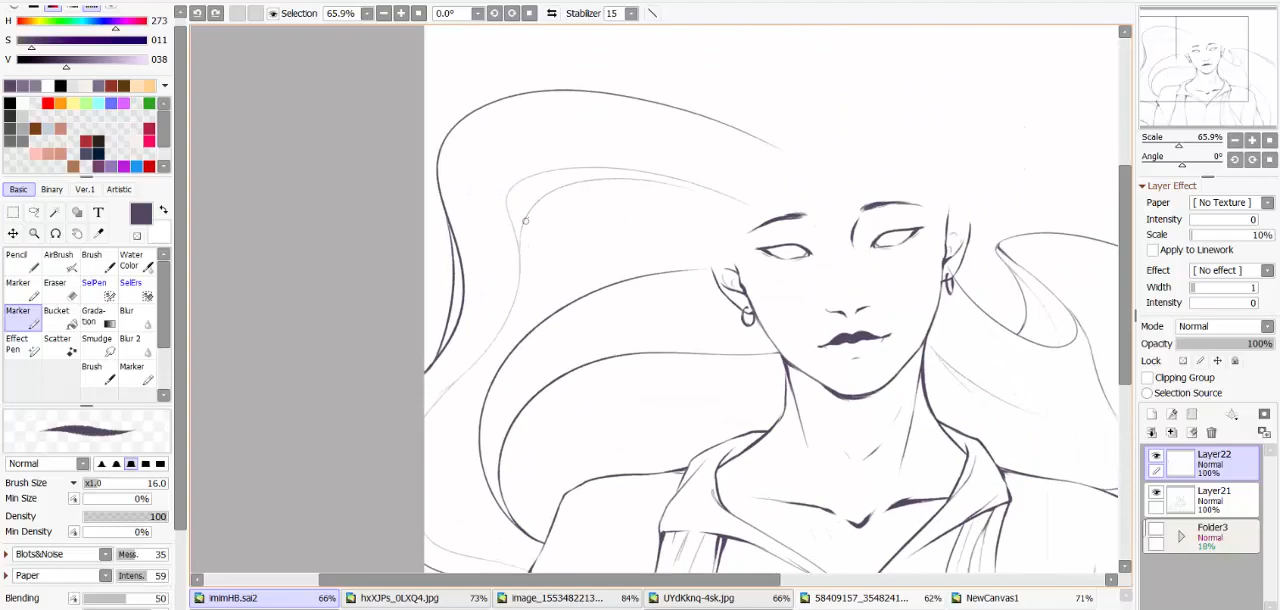 Selection 65.9% 0.0° Stabilizer 15
H 273
S 011
V 038
Basic Binary Ver.1 Artistic
T
Pencil AirBrush Brush Water Color
Marker Eraser SelPen SelErs
Marker Bucket Grada-tion Blur
Effect Pen Scatter Smudge Blur 2
Brush Marker
Normal
Brush Size x1.0 16.0
Min Size 0%
Density 100
Min Density 0%
Blots&Noise Mess. 35
Paper Intens. 59
Blending 50
Scale 65.9%
Angle 0°
Layer Effect
Paper [ No Texture ]
Intensity 0
Scale 10%
Apply to Linework
Effect [ No effect ]
Width 1
Intensity 0
Mode Normal
Opacity 100%
Lock
Clipping Group
Selection Source
Layer22
Normal
100%
Layer21
Normal
100%
Folder3
Normal
18%
imimHB.sai2 66% hxXJPs_0LXQ4.jpg 73% image_1553482213... 84% UYdKknq-4sk.jpg 66% 58409157_3548241... 62% NewCanvas1 71%